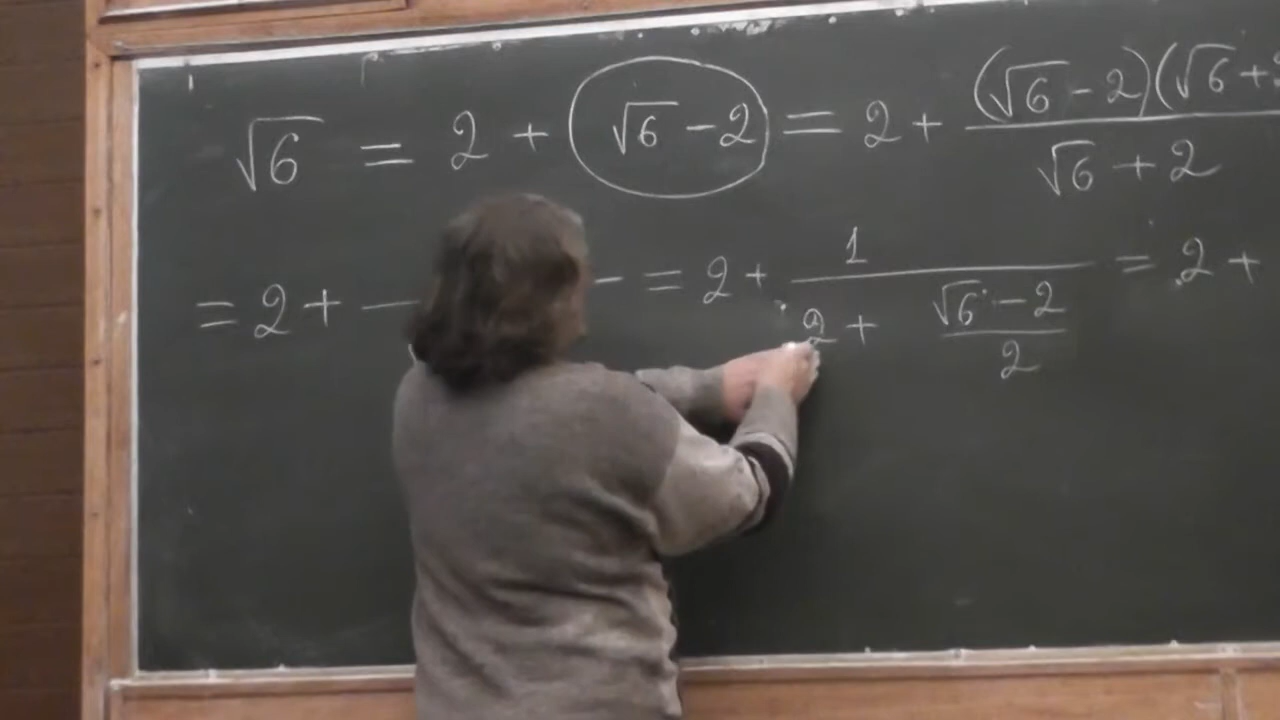 √6 = 2 + √6 - 2 = 2 + (√6 - 2)(√6 +
√6 + 2
= 2 + — = 2 + 1 = 2 +
2 + √6 - 2
2